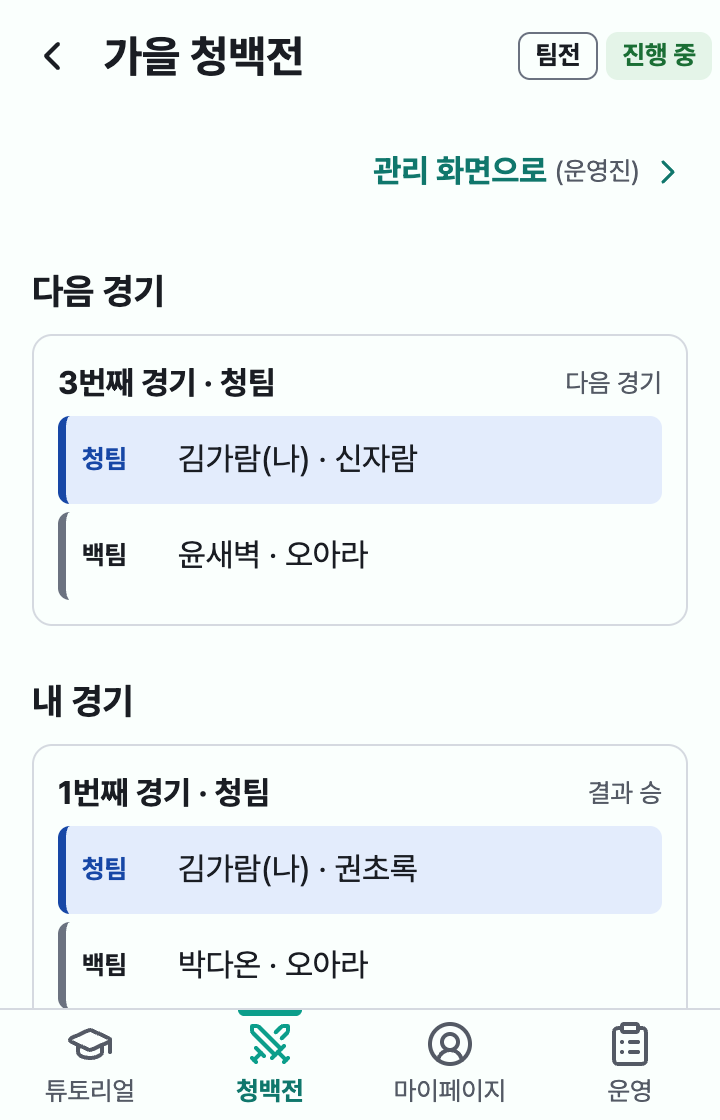 가을 청백전 팀전 진행 중
관리 화면으로 (운영진)
다음 경기
3번째 경기 · 청팀 다음 경기
청팀 김가람(나) · 신자람
백팀 윤새벽 · 오아라
내 경기
1번째 경기 · 청팀 결과 승
청팀 김가람(나) · 권초록
백팀 박다온 · 오아라
튜토리얼 청백전 마이페이지 운영